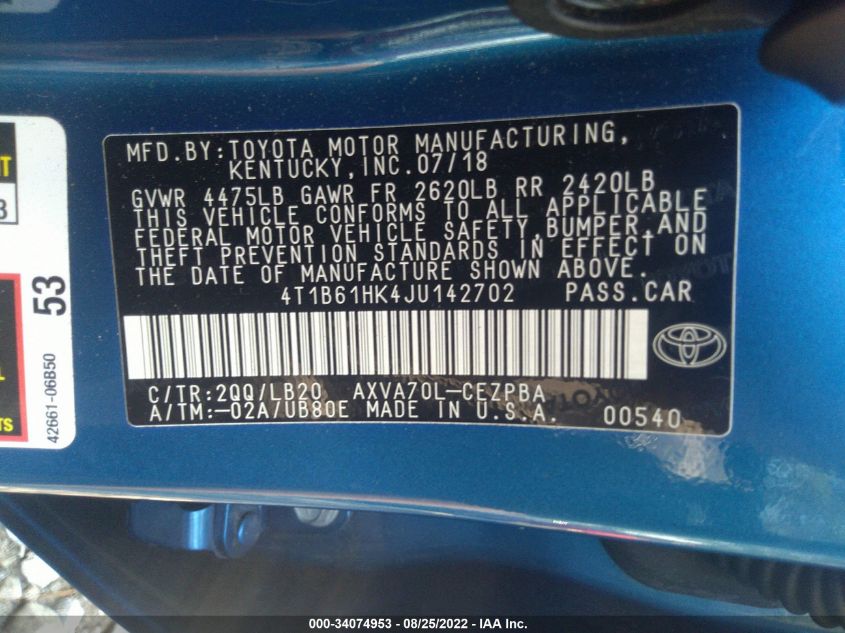 MFD.BY:TOYOTA MOTOR MANUFACTURING,
KENTUCKY,INC.07/18
GVWR 4475LB GAWR FR 2620LB RR 2420LB
THIS VEHICLE CONFORMS TO ALL APPLICABLE
FEDERAL MOTOR VEHICLE SAFETY,BUMPER,AND
THEFT PREVENTION STANDARDS IN EFFECT ON
THE DATE OF MANUFACTURE SHOWN ABOVE.
4T1B61HK4JU142702 PASS.CAR
C/TR:2QQ/LB20 AXVA70L-CEZPBA
A/TM:-02A/UB80E MADE IN U.S.A. 00540
53
42661-06B50
000-34074953 - 08/25/2022 - IAA Inc.